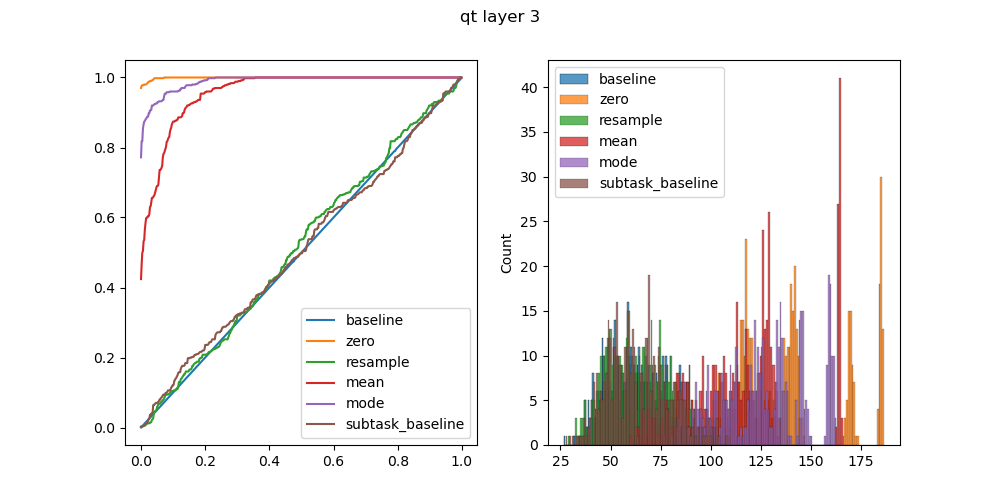 qt layer 3
1.0
0.8
0.6
0.4
0.2
0.0
0.0 0.2 0.4 0.6 0.8 1.0
baseline
zero
resample
mean
mode
subtask_baseline
Count
40
35
30
25
20
15
10
5
0
25 50 75 100 125 150 175
baseline
zero
resample
mean
mode
subtask_baseline